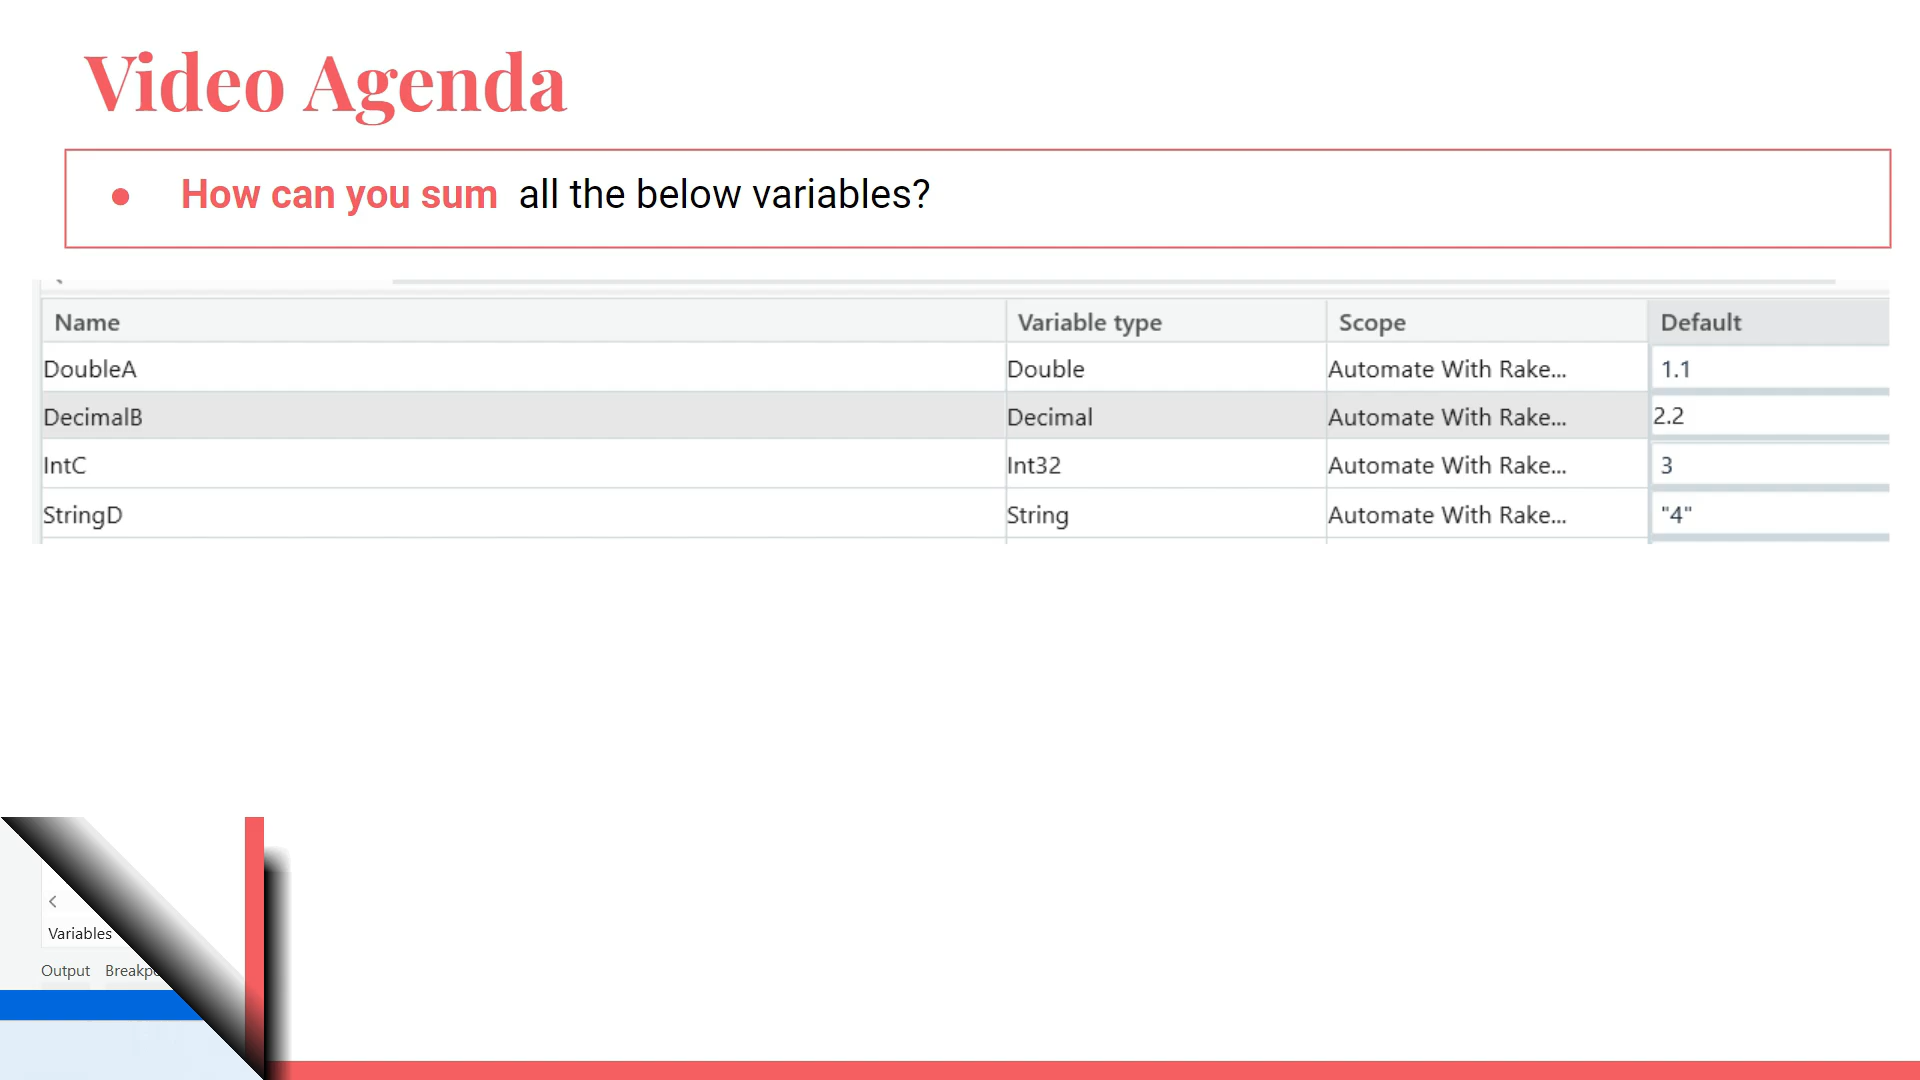 Video Agenda
● How can you sum all the below variables?
Name Variable type Scope Default
DoubleA Double Automate With Rake... 1.1
DecimalB Decimal Automate With Rake... 2.2
IntC Int32 Automate With Rake... 3
StringD String Automate With Rake... "4"
Variables
Output